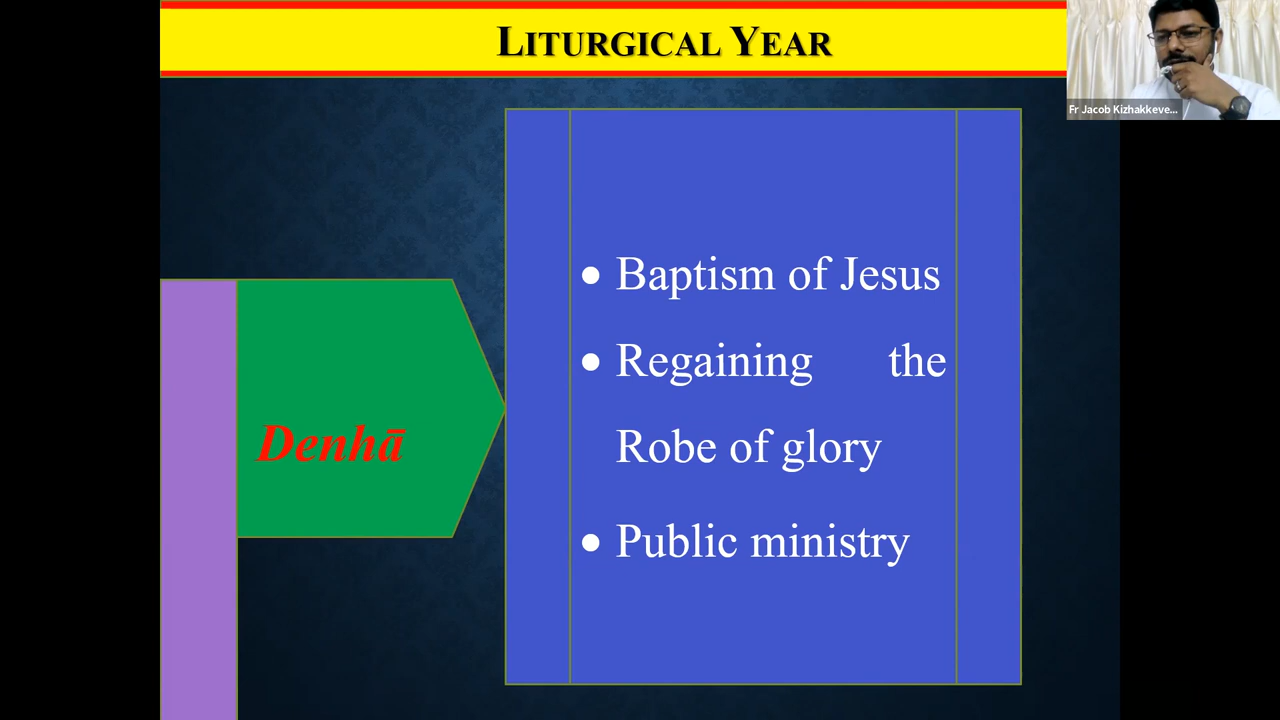 LITURGICAL YEAR
Fr Jacob Kizhakkeve...
Denhā
• Baptism of Jesus
• Regaining the
Robe of glory
• Public ministry